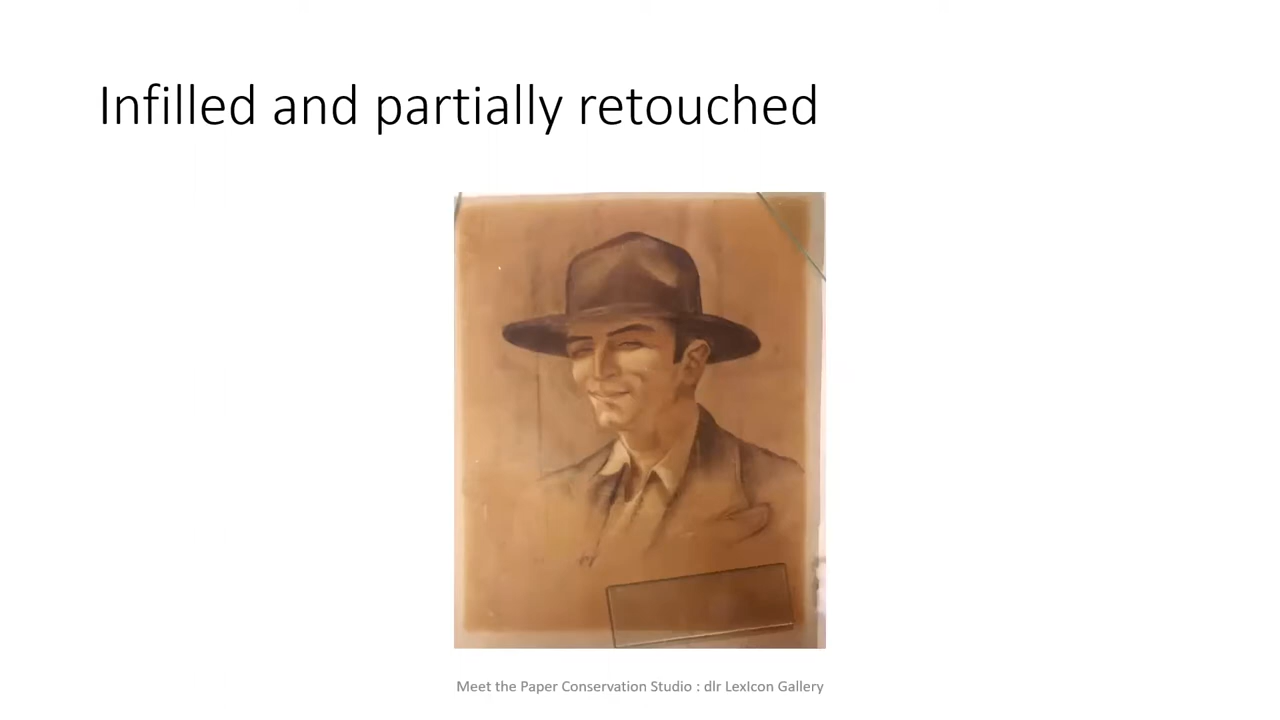 Infilled and partially retouched
Meet the Paper Conservation Studio : dlr LexIcon Gallery